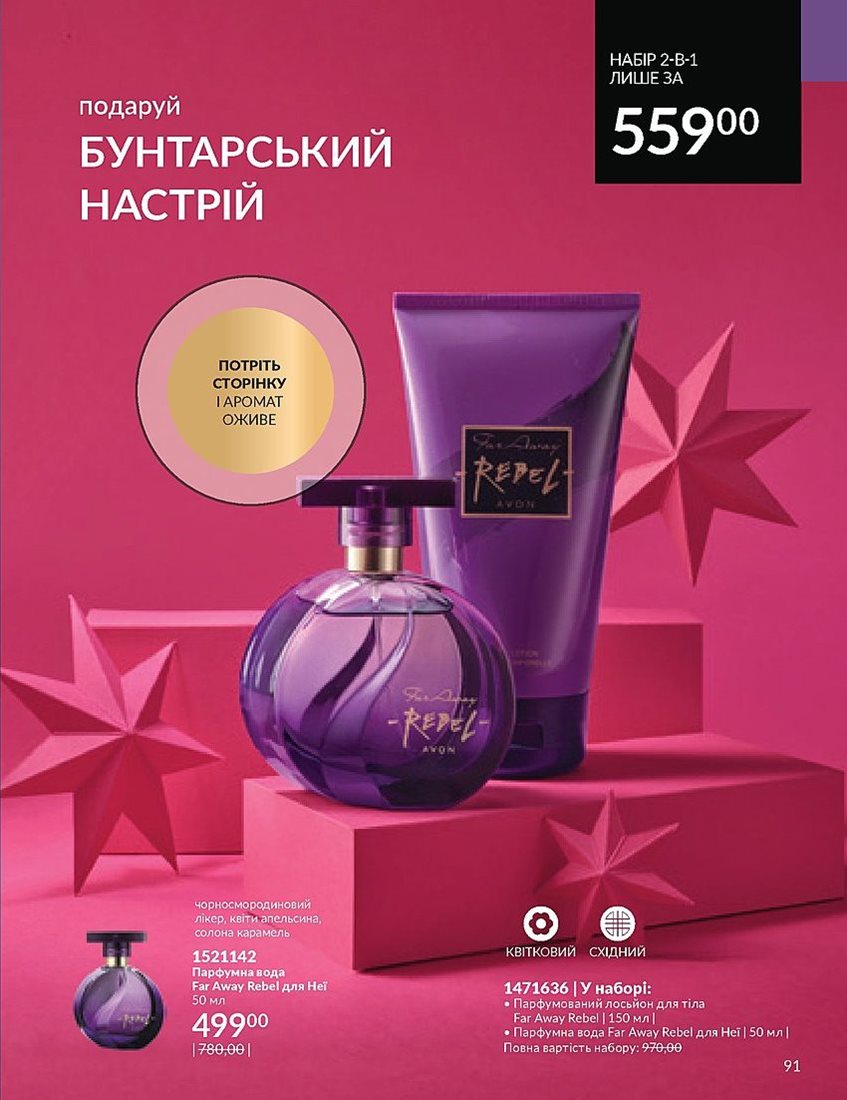 НАБІР 2-В-1
ЛИШЕ ЗА
559⁰⁰
подаруй
БУНТАРСЬКИЙ
НАСТРІЙ
ПОТРІТЬ
СТОРІНКУ
І АРОМАТ
ОЖИВЕ
Far Away
-REBEL-
AVON
LOTION
Far Away
-REBEL-
AVON
чорносмородиновий
лікер, квіти апельсина,
солона карамель
1521142
Парфумна вода
Far Away Rebel для Неї
50 мл
499⁰⁰
| 780,00 |
REBEL
КВІТКОВИЙ СХІДНИЙ
1471636 | У наборі:
• Парфумований лосьйон для тіла
Far Away Rebel | 150 мл |
• Парфумна вода Far Away Rebel для Неї | 50 мл |
Повна вартість набору: 970,00
91